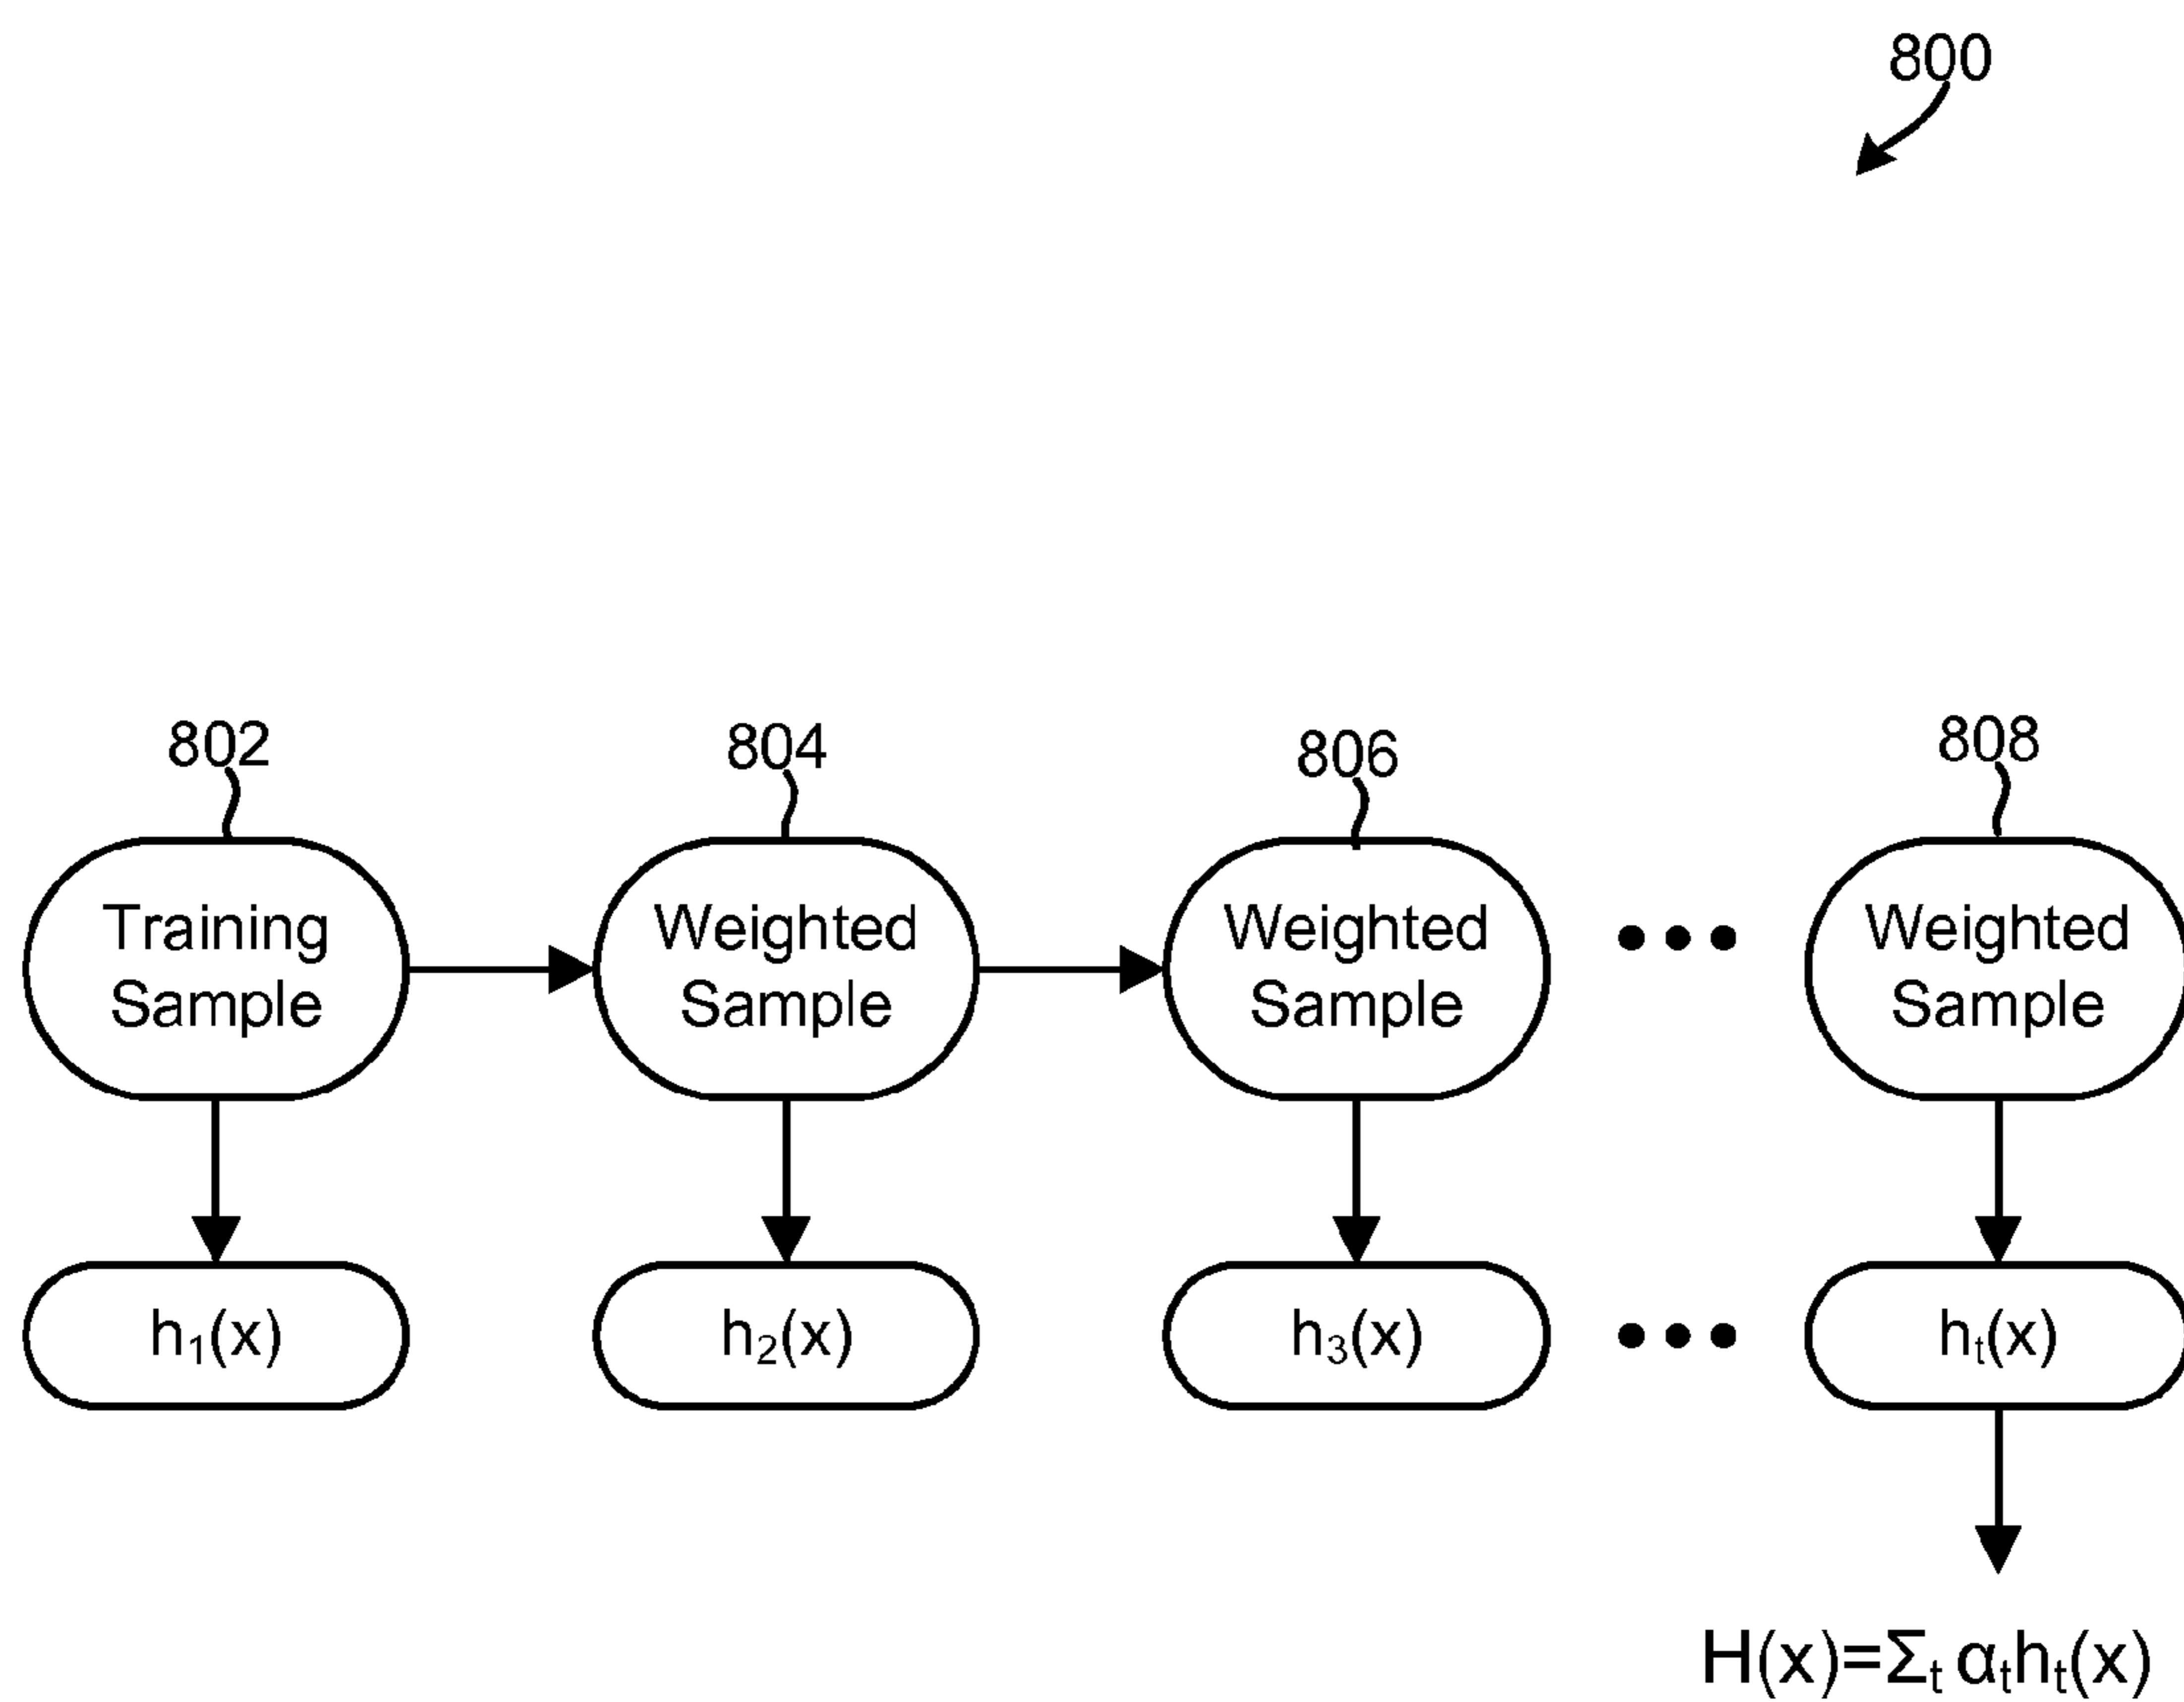 800
802
804
806
808
Training
Sample
Weighted
Sample
Weighted
Sample
Weighted
Sample
h₁(x)
h₂(x)
h₃(x)
hₜ(x)
H(x)=Σₜ αₜhₜ(x)